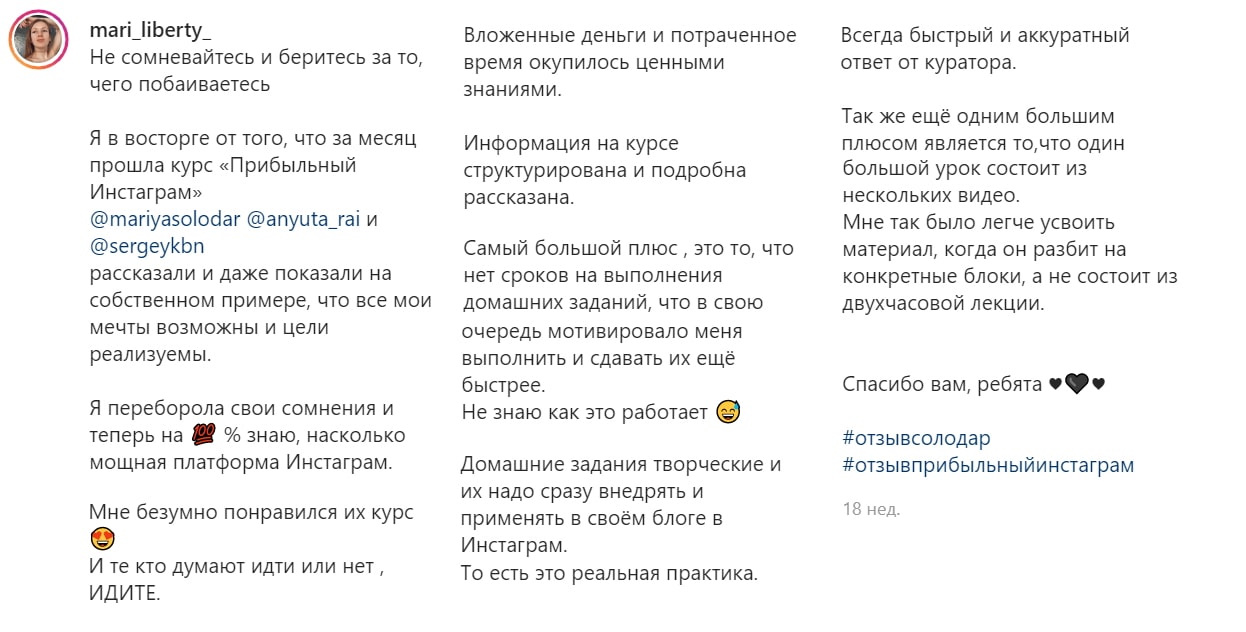 mari_liberty_
Не сомневайтесь и беритесь за то,
чего побаиваетесь
Я в восторге от того, что за месяц
прошла курс «Прибыльный
Инстаграм»
@mariyasolodar @anyuta_rai и
@sergeykbn
рассказали и даже показали на
собственном примере, что все мои
мечты возможны и цели
реализуемы.
Я переборола свои сомнения и
теперь на 💯 % знаю, насколько
мощная платформа Инстаграм.
Мне безумно понравился их курс
😍
И те кто думают идти или нет ,
ИДИТЕ.
Вложенные деньги и потраченное
время окупилось ценными
знаниями.
Информация на курсе
структурирована и подробна
рассказана.
Самый большой плюс , это то, что
нет сроков на выполнения
домашних заданий, что в свою
очередь мотивировало меня
выполнить и сдавать их ещё
быстрее.
Не знаю как это работает 😅
Домашние задания творческие и
их надо сразу внедрять и
применять в своём блоге в
Инстаграм.
То есть это реальная практика.
Всегда быстрый и аккуратный
ответ от куратора.
Так же ещё одним большим
плюсом является то,что один
большой урок состоит из
нескольких видео.
Мне так было легче усвоить
материал, когда он разбит на
конкретные блоки, а не состоит из
двухчасовой лекции.
Спасибо вам, ребята ♥🖤♥
#отзывсолодар
#отзывприбыльныйинстаграм
18 нед.